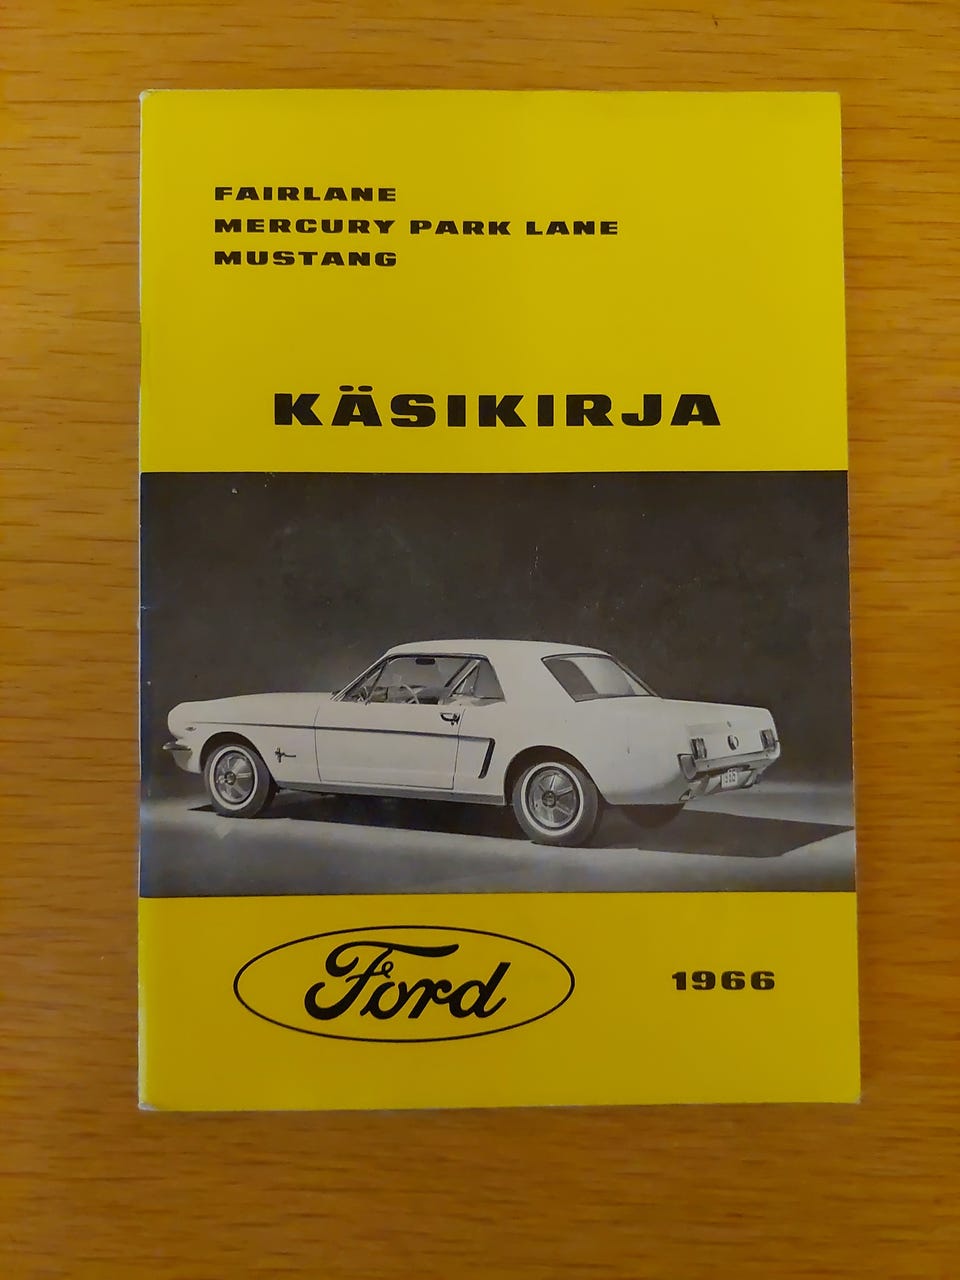 FAIRLANE
MERCURY PARK LANE
MUSTANG
KÄSIKIRJA
Ford
1966